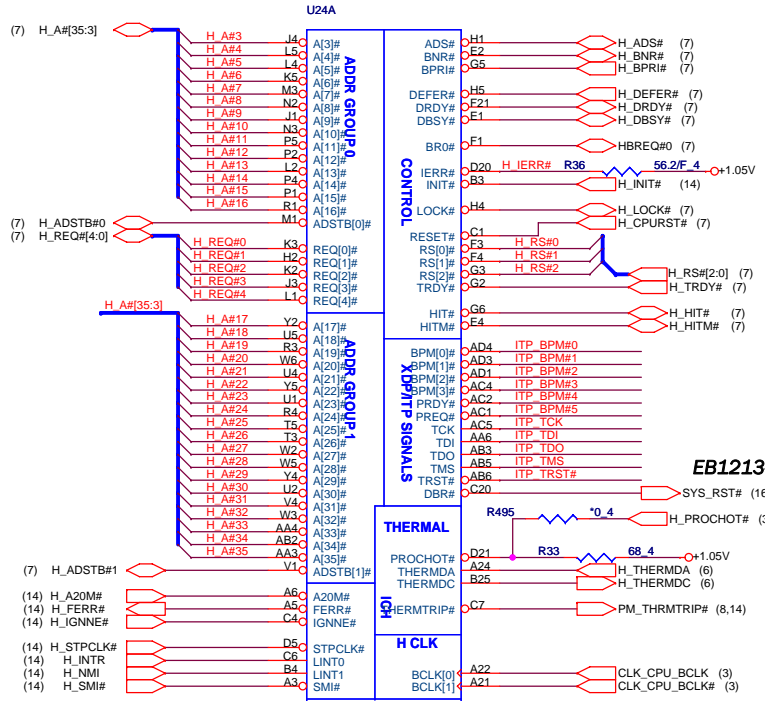 U24A
(7) H_A#[35:3]
H_A#3 J4 A[3]#
H_A#4 L5 A[4]#
H_A#5 L4 A[5]#
H_A#6 K5 A[6]#
H_A#7 M3 A[7]#
H_A#8 N2 A[8]#
H_A#9 J1 A[9]#
H_A#10 N3 A[10]#
H_A#11 P5 A[11]#
H_A#12 P2 A[12]#
H_A#13 L2 A[13]#
H_A#14 P4 A[14]#
H_A#15 P1 A[15]#
H_A#16 R1 A[16]#
(7) H_ADSTB#0 M1 ADSTB[0]#
(7) H_REQ#[4:0]
H_REQ#0 K3 REQ[0]#
H_REQ#1 H2 REQ[1]#
H_REQ#2 K2 REQ[2]#
H_REQ#3 J3 REQ[3]#
H_REQ#4 L1 REQ[4]#
ADDR GROUP 0
H_A#[35:3]
H_A#17 Y2 A[17]#
H_A#18 U5 A[18]#
H_A#19 R3 A[19]#
H_A#20 W6 A[20]#
H_A#21 U4 A[21]#
H_A#22 Y5 A[22]#
H_A#23 U1 A[23]#
H_A#24 R4 A[24]#
H_A#25 T5 A[25]#
H_A#26 T3 A[26]#
H_A#27 W2 A[27]#
H_A#28 W5 A[28]#
H_A#29 Y4 A[29]#
H_A#30 U2 A[30]#
H_A#31 V4 A[31]#
H_A#32 W3 A[32]#
H_A#33 AA4 A[33]#
H_A#34 AB2 A[34]#
H_A#35 AA3 A[35]#
(7) H_ADSTB#1 V1 ADSTB[1]#
ADDR GROUP 1
(14) H_A20M# A6 A20M#
(14) H_FERR# A5 FERR#
(14) H_IGNNE# C4 IGNNE#
(14) H_STPCLK# D5 STPCLK#
(14) H_INTR C6 LINT0
(14) H_NMI B4 LINT1
(14) H_SMI# A3 SMI#
ICH
CONTROL
ADS# H1 H_ADS# (7)
BNR# E2 H_BNR# (7)
BPRI# G5 H_BPRI# (7)
DEFER# H5 H_DEFER# (7)
DRDY# F21 H_DRDY# (7)
DBSY# E1 H_DBSY# (7)
BR0# F1 HBREQ#0 (7)
IERR# D20 H_IERR# R36 56.2/F_4 +1.05V
INIT# B3 H_INIT# (14)
LOCK# H4 H_LOCK# (7)
RESET# C1 H_CPURST# (7)
RS[0]# F3 H_RS#0
RS[1]# F4 H_RS#1
RS[2]# G3 H_RS#2 H_RS#[2:0] (7)
TRDY# G2 H_TRDY# (7)
HIT# G6 H_HIT# (7)
HITM# E4 H_HITM# (7)
XDP/ITP SIGNALS
BPM[0]# AD4 ITP_BPM#0
BPM[1]# AD3 ITP_BPM#1
BPM[2]# AD1 ITP_BPM#2
BPM[3]# AC4 ITP_BPM#3
PRDY# AC2 ITP_BPM#4
PREQ# AC1 ITP_BPM#5
TCK AC5 ITP_TCK
TDI AA6 ITP_TDI
TDO AB3 ITP_TDO
TMS AB5 ITP_TMS
TRST# AB6 ITP_TRST#
DBR# C20 SYS_RST# (16
EB1213
THERMAL
R495 *0_4 H_PROCHOT# (3
PROCHOT# D21 R33 68_4 +1.05V
THERMDA A24 H_THERMDA (6)
THERMDC B25 H_THERMDC (6)
THERMTRIP# C7 PM_THRMTRIP# (8,14)
H CLK
BCLK[0] A22 CLK_CPU_BCLK (3)
BCLK[1] A21 CLK_CPU_BCLK# (3)